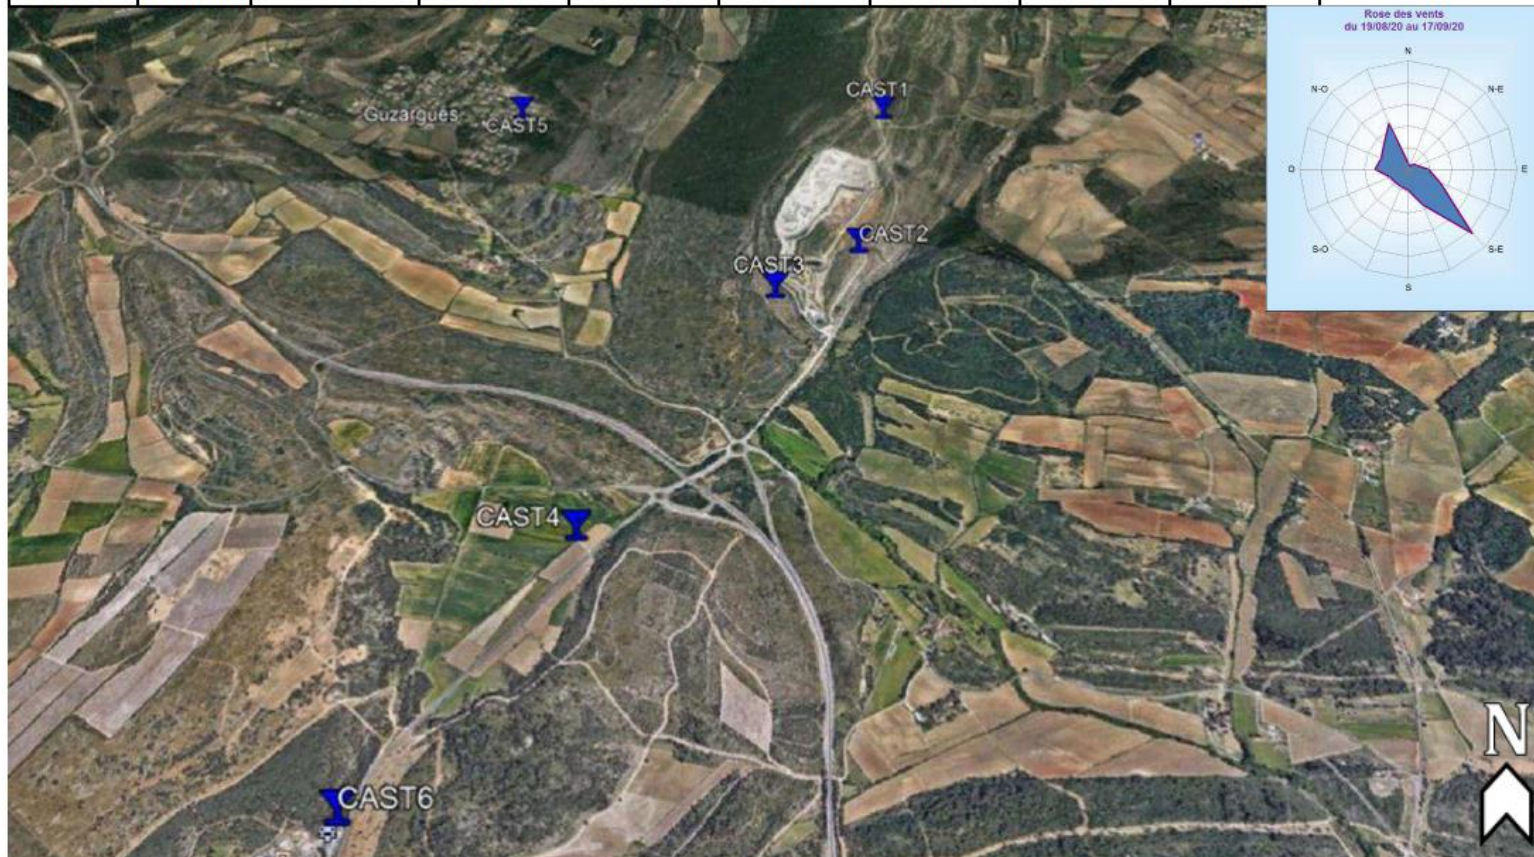 Rose des vents
du 19/08/20 au 17/09/20
N
N-O
N-E
O
E
S-O
S-E
S
CAST1
Guzargues
CAST5
CAST2
CAST3
CAST4
CAST6
N